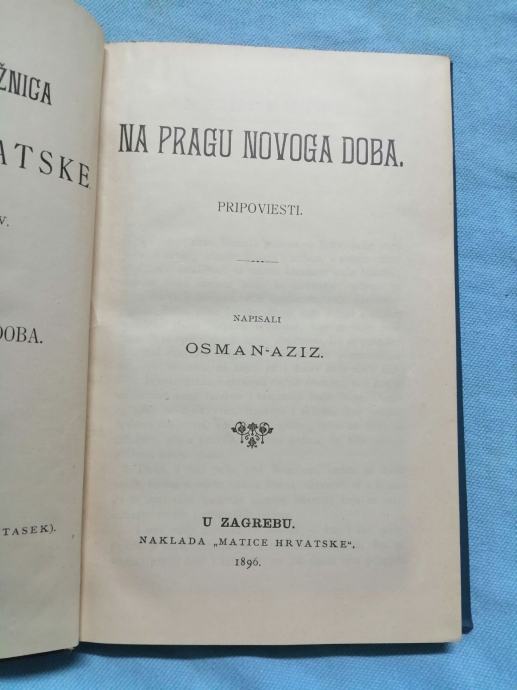 ŽNICA
ATSKE
V.
DOBA.
TASEK).
NA PRAGU NOVOGA DOBA.
PRIPOVIESTI.
NAPISALI
OSMAN-AZIZ.
U ZAGREBU.
NAKLADA „MATICE HRVATSKE“.
1896.